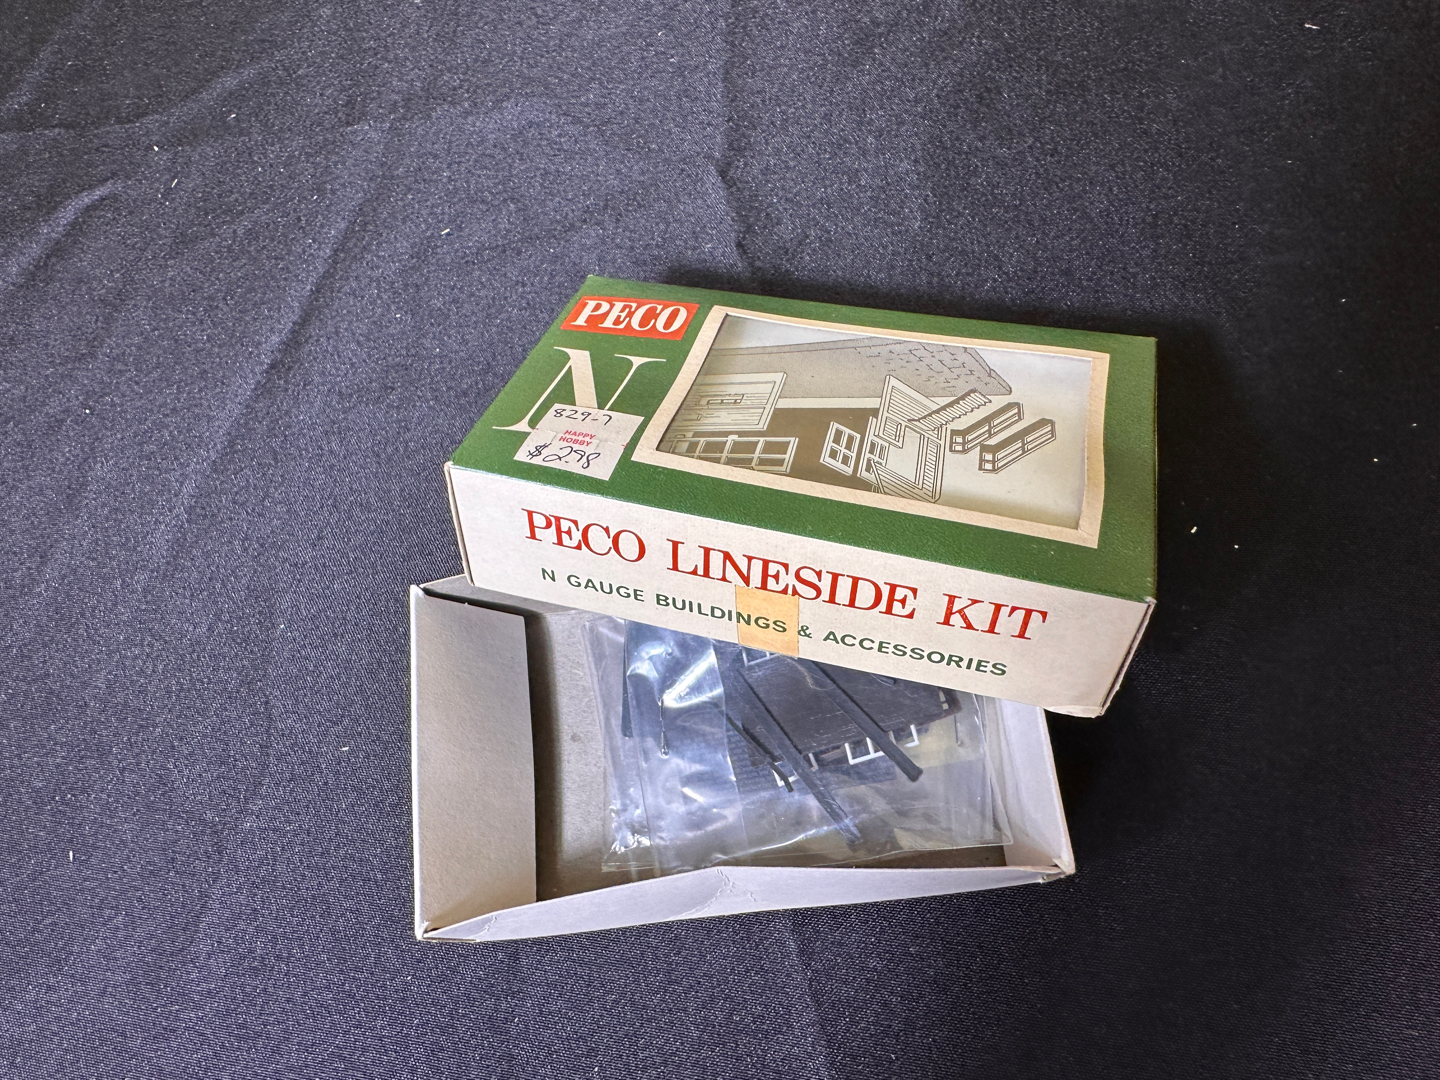 PECO
N
829-7
HAPPY
HOBBY
$2.98
PECO LINESIDE KIT
N GAUGE BUILDINGS & ACCESSORIES